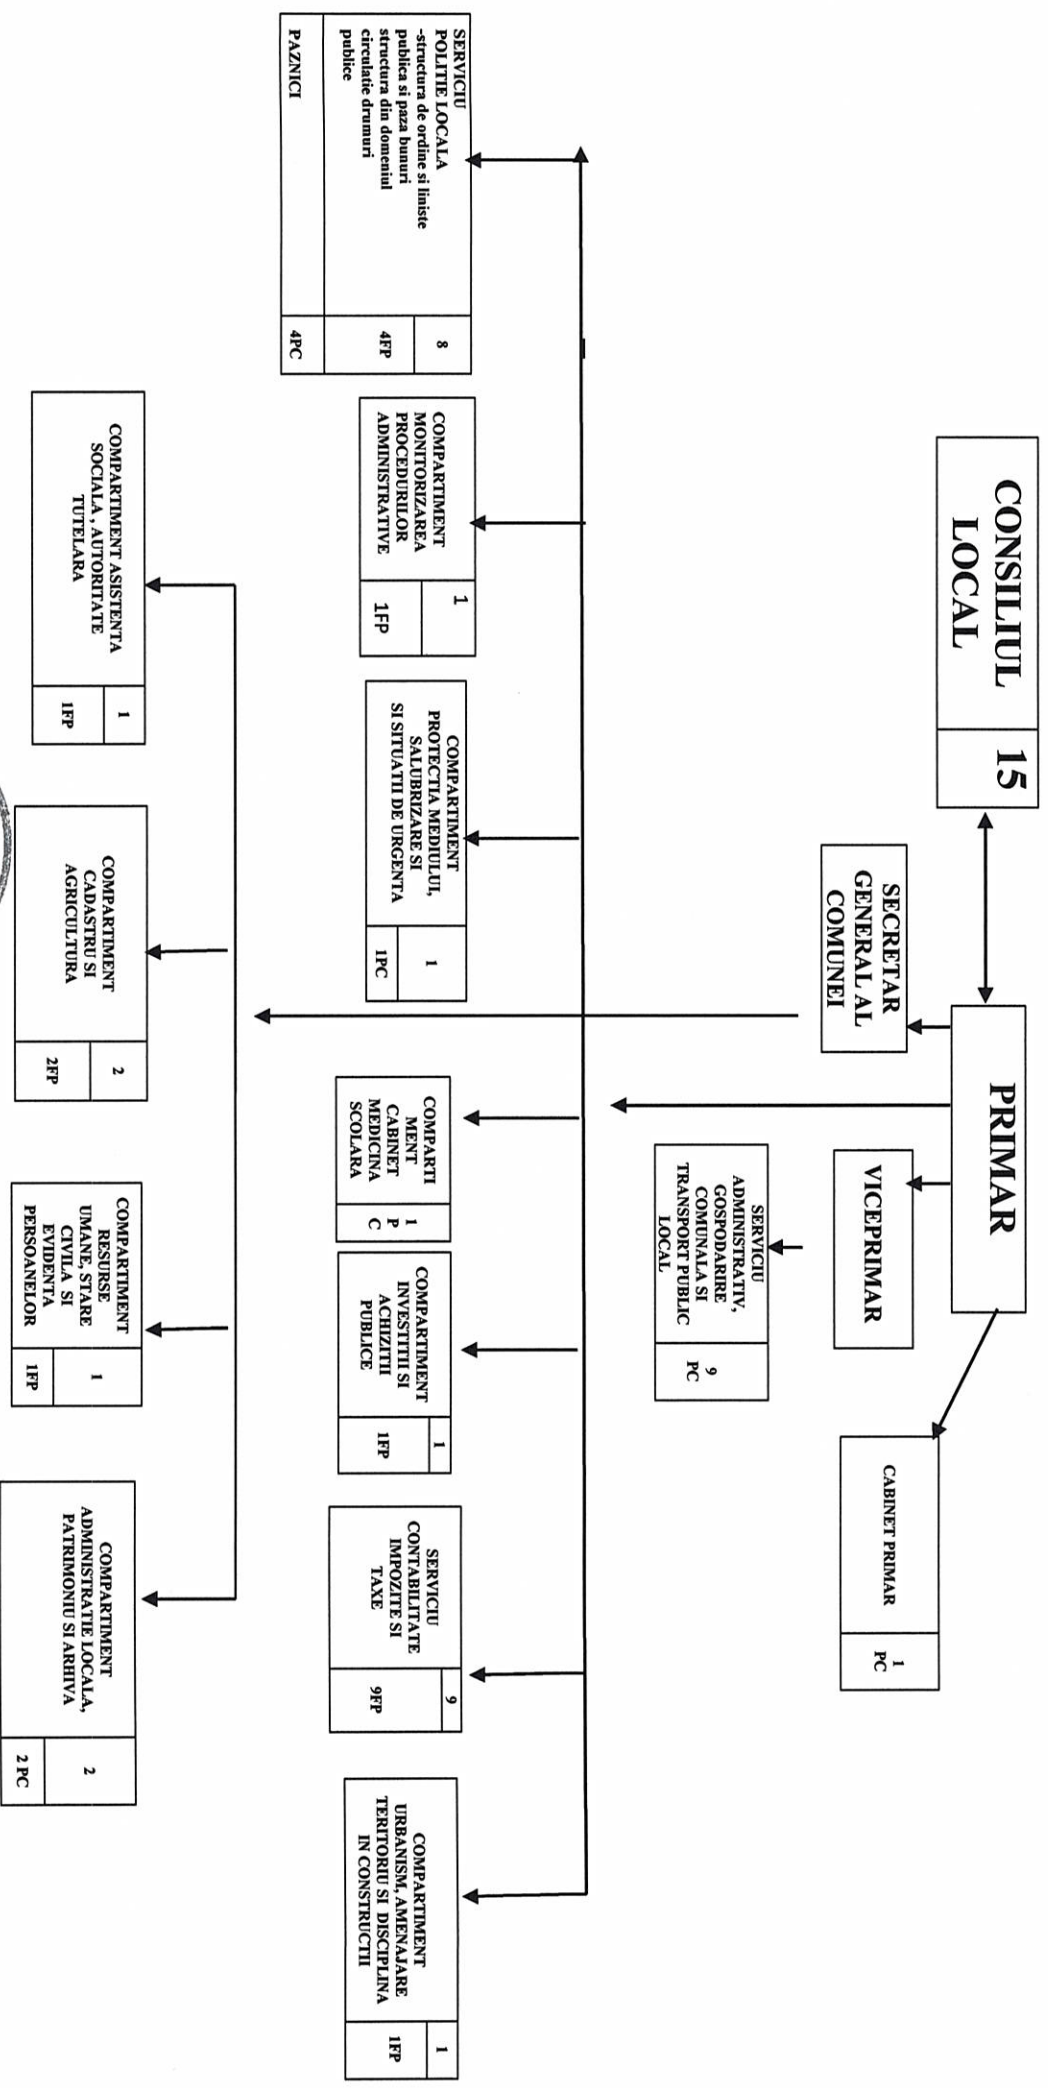 CONSILIUL
LOCAL
15
PRIMAR
SECRETAR
GENERAL AL
COMUNEI
VICEPRIMAR
CABINET PRIMAR
1
PC
SERVICIU
ADMINISTRATIV,
GOSPODARIRE
COMUNALA SI
TRANSPORT PUBLIC
LOCAL
9
PC
SERVICIU
POLITIE LOCALA
-structura de ordine si liniste
publica si paza bunuri
structura din domeniul
circulatie drumuri
publice
8
4FP
PAZNICI
4PC
COMPARTIMENT
MONITORIZAREA
PROCEDURILOR
ADMINISTRATIVE
1
1FP
COMPARTIMENT
PROTECTIA MEDIULUI,
SALUBRIZARE SI
SI SITUATII DE URGENTA
1
1PC
COMPARTI
MENT
CABINET
MEDICINA
SCOLARA
1
P
C
COMPARTIMENT
INVESTITII SI
ACHIZITII
PUBLICE
1
1FP
SERVICIU
CONTABILITATE
IMPOZITE SI
TAXE
9
9FP
COMPARTIMENT
URBANISM, AMENAJARE
TERITORIU SI DISCIPLINA
IN CONSTRUCTII
1
1FP
COMPARTIMENT ASISTENTA
SOCIALA , AUTORITATE
TUTELARA
1
1FP
COMPARTIMENT
CADASTRU SI
AGRICULTURA
2
2FP
COMPARTIMENT
RESURSE
UMANE, STARE
CIVILA SI
EVIDENTA
PERSOANELOR
1
1FP
COMPARTIMENT
ADMINISTRATIE LOCALA,
PATRIMONIU SI ARHIVA
2
2 PC